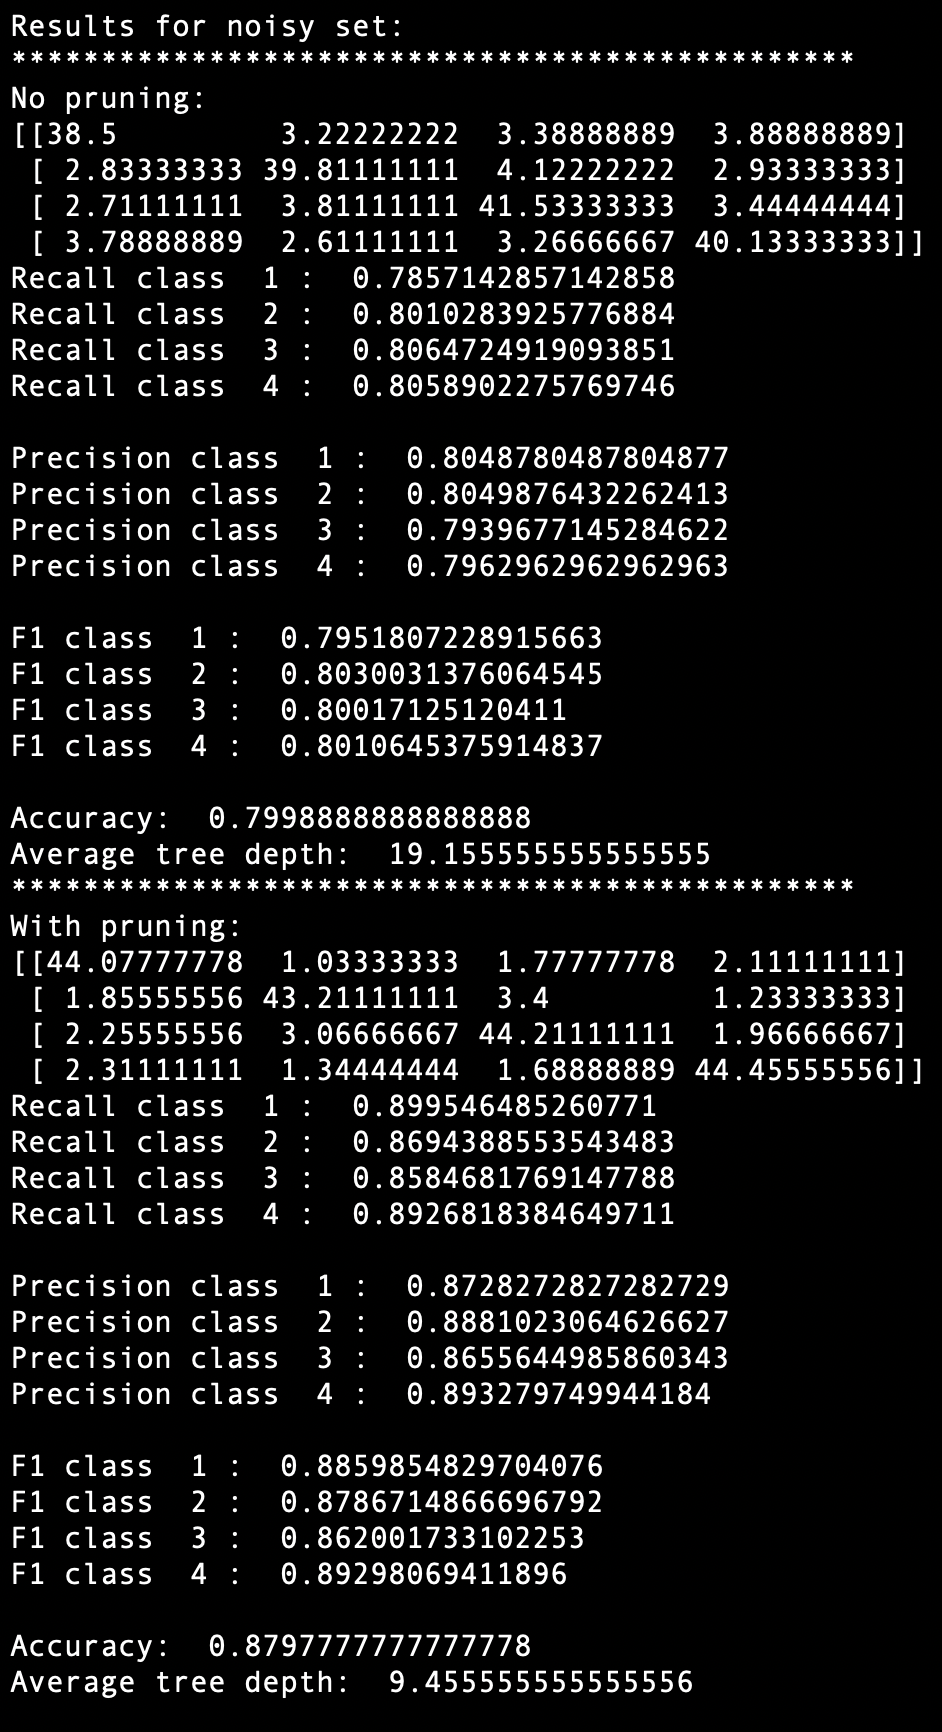 Results for noisy set:
***********************************************
No pruning:
[[38.5         3.22222222  3.38888889  3.88888889]
 [ 2.83333333 39.81111111  4.12222222  2.93333333]
 [ 2.71111111  3.81111111 41.53333333  3.44444444]
 [ 3.78888889  2.61111111  3.26666667 40.13333333]]
Recall class  1 :  0.7857142857142858
Recall class  2 :  0.8010283925776884
Recall class  3 :  0.8064724919093851
Recall class  4 :  0.8058902275769746

Precision class  1 :  0.8048780487804877
Precision class  2 :  0.8049876432262413
Precision class  3 :  0.7939677145284622
Precision class  4 :  0.7962962962962963

F1 class  1 :  0.7951807228915663
F1 class  2 :  0.8030031376064545
F1 class  3 :  0.80017125120411
F1 class  4 :  0.8010645375914837

Accuracy:  0.7998888888888888
Average tree depth:  19.155555555555555
***********************************************
With pruning:
[[44.07777778  1.03333333  1.77777778  2.11111111]
 [ 1.85555556 43.21111111  3.4         1.23333333]
 [ 2.25555556  3.06666667 44.21111111  1.96666667]
 [ 2.31111111  1.34444444  1.68888889 44.45555556]]
Recall class  1 :  0.899546485260771
Recall class  2 :  0.8694388553543483
Recall class  3 :  0.8584681769147788
Recall class  4 :  0.8926818384649711

Precision class  1 :  0.8728272827282729
Precision class  2 :  0.8881023064626627
Precision class  3 :  0.8655644985860343
Precision class  4 :  0.893279749944184

F1 class  1 :  0.8859854829704076
F1 class  2 :  0.8786714866696792
F1 class  3 :  0.862001733102253
F1 class  4 :  0.89298069411896

Accuracy:  0.8797777777777778
Average tree depth:  9.455555555555556